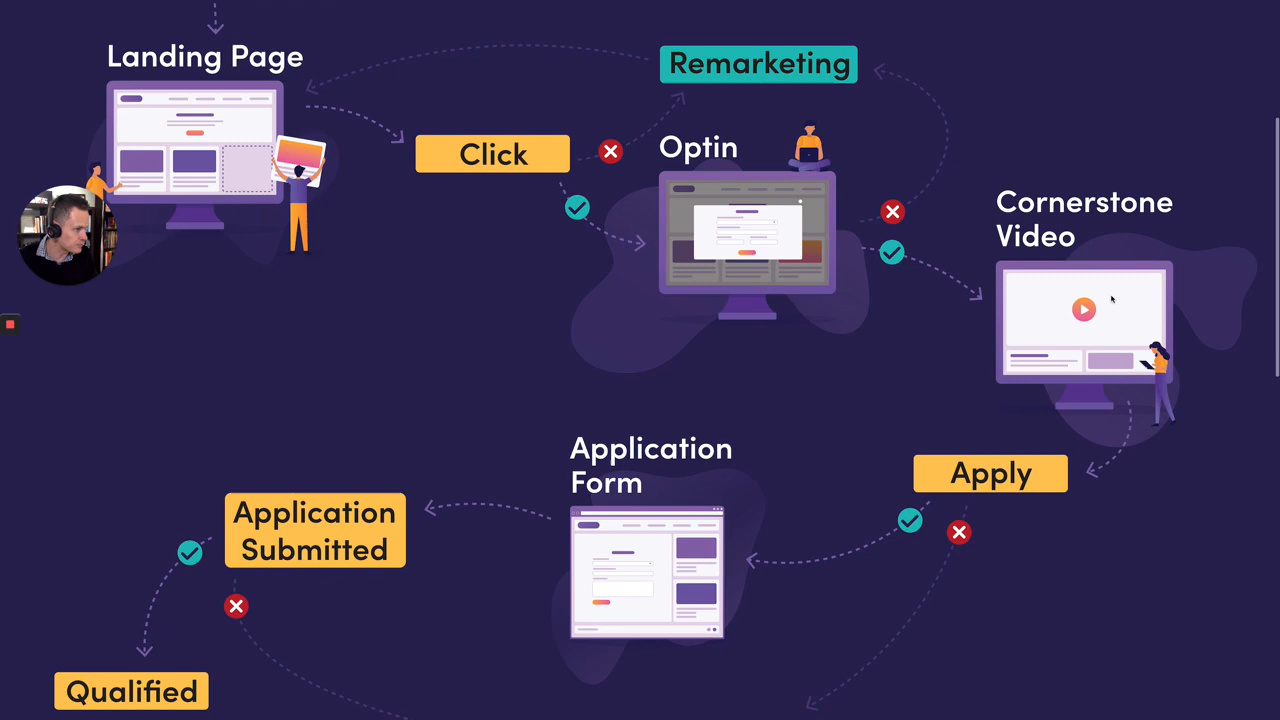 Landing Page
Remarketing
Click
Optin
Cornerstone
Video
Application
Form
Apply
Application
Submitted
Qualified